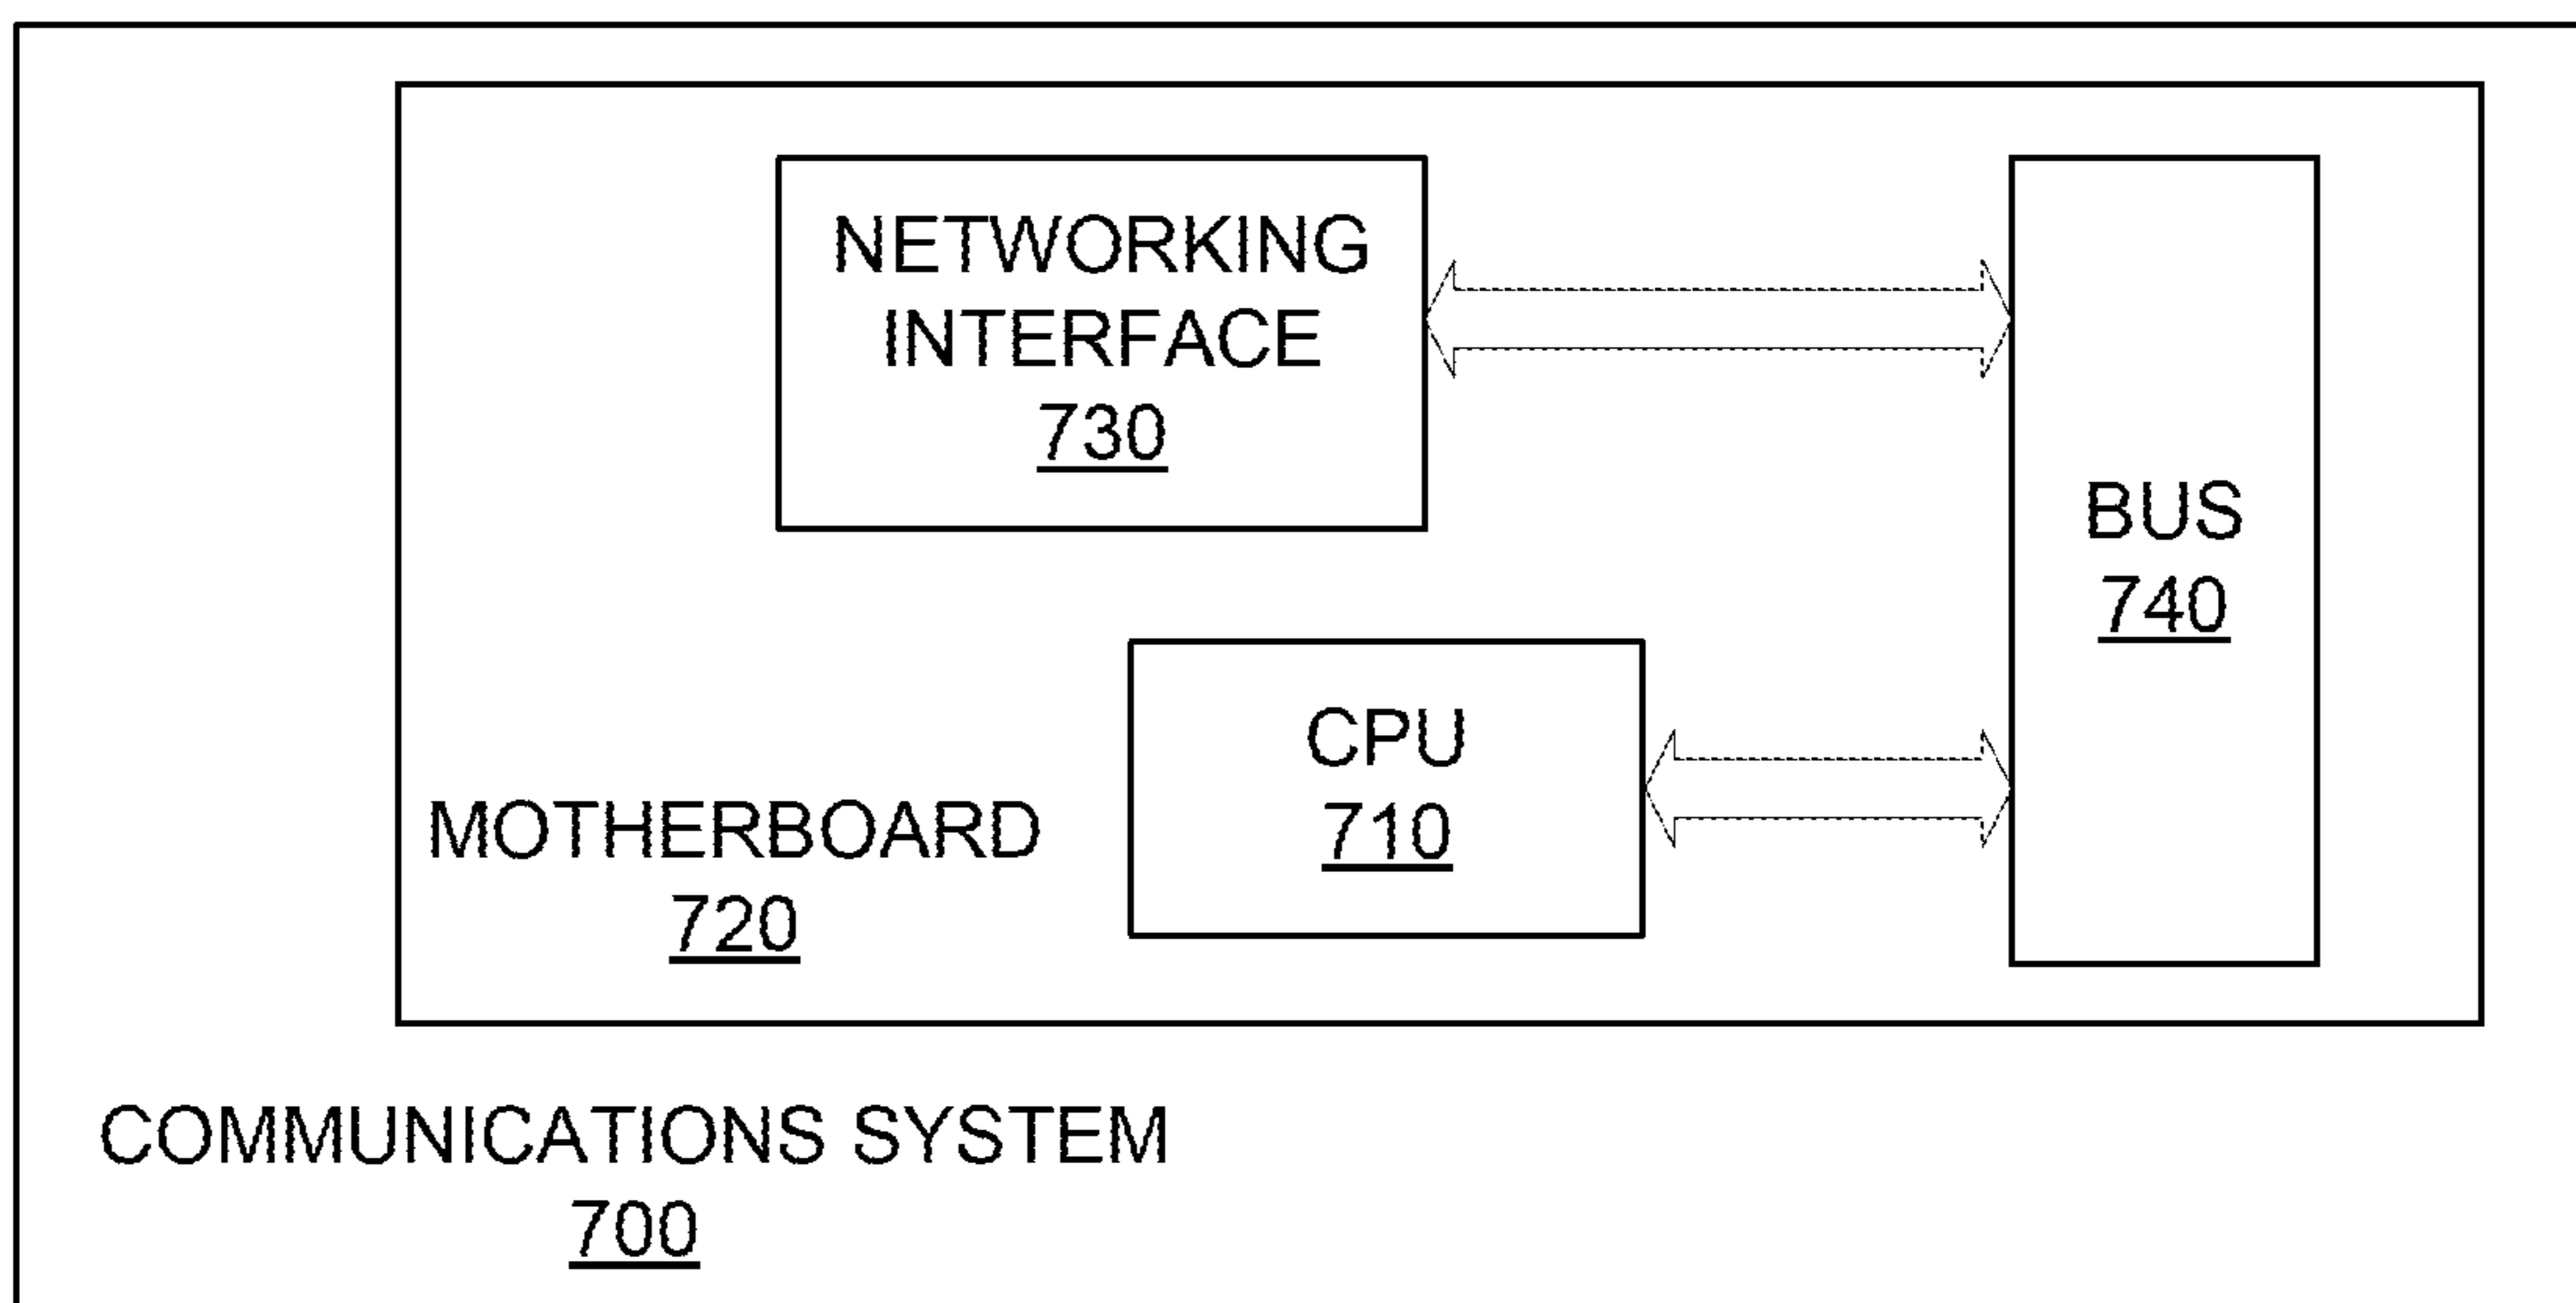 NETWORKING
INTERFACE
730
BUS
740
CPU
710
MOTHERBOARD
720
COMMUNICATIONS SYSTEM
700